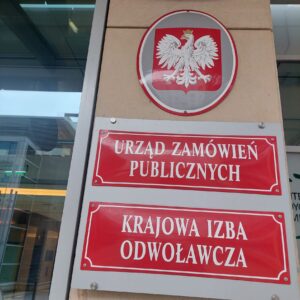 URZĄD ZAMÓWIEŃ
PUBLICZNYCH
KRAJOWA IZBA
ODWOŁAWCZA